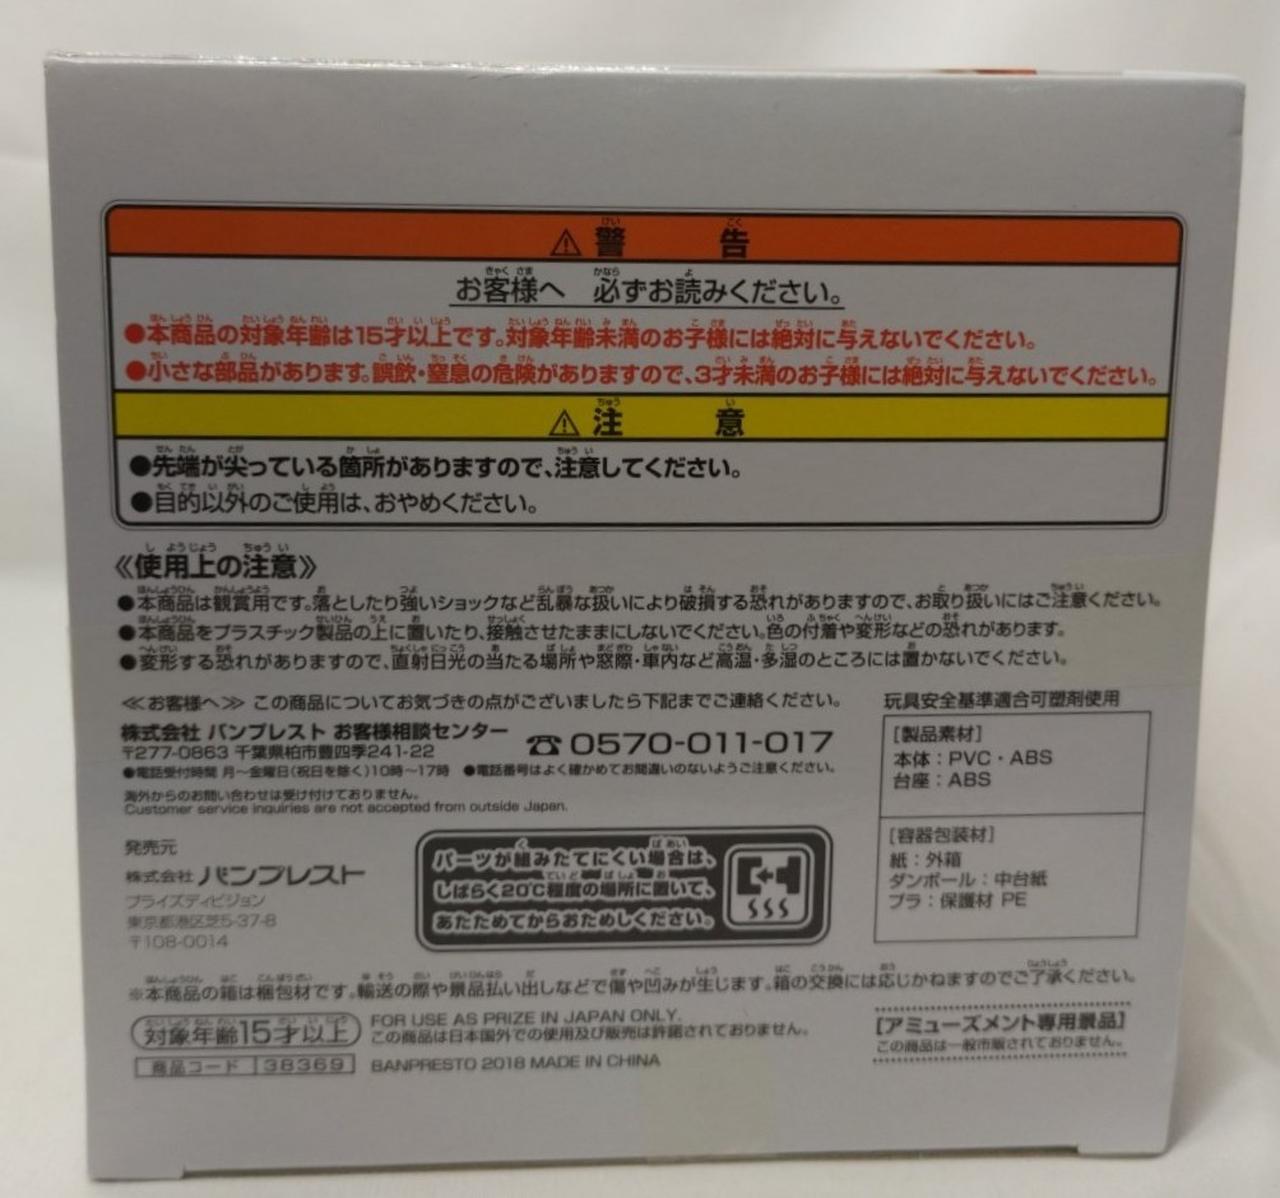 ⚠警告
お客様へ 必ずお読みください。
●本商品の対象年齢は15才以上です。対象年齢未満のお子様には絶対に与えないでください。
●小さな部品があります。誤飲・窒息の危険がありますので、3才未満のお子様には絶対に与えないでください。
⚠注意
●先端が尖っている箇所がありますので、注意してください。
●目的以外のご使用は、おやめください。
《使用上の注意》
●本商品は観賞用です。落としたり強いショックなど乱暴な扱いにより破損する恐れがありますので、お取り扱いにはご注意ください。
●本商品をプラスチック製品の上に置いたり、接触させたままにしないでください。色の付着や変形などの恐れがあります。
●変形する恐れがありますので、直射日光の当たる場所や窓際・車内など高温・多湿のところには置かないでください。
≪お客様へ≫ この商品についてお気づきの点がございましたら下記までご連絡ください。
株式会社 バンプレスト お客様相談センター
〒277-0863 千葉県柏市豊四季241-22
☎0570-011-017
●電話受付時間 月〜金曜日(祝日を除く)10時〜17時 ●電話番号はよく確かめてお間違いのないようご注意ください。
海外からのお問い合わせは受け付けておりません。
Customer service inquiries are not accepted from outside Japan.
玩具安全基準適合可塑剤使用
[製品素材]
本体:PVC・ABS
台座:ABS
[容器包装材]
紙:外箱
ダンボール:中台紙
プラ:保護材 PE
発売元
株式会社 バンプレスト
プライズディビジョン
東京都港区芝5-37-8
〒108-0014
パーツが組みたてにくい場合は、
しばらく20℃程度の場所に置いて、
あたためてからおためしください。
※本商品の箱は梱包材です。輸送の際や景品払い出しなどで傷や凹みが生じます。箱の交換には応じかねますのでご了承ください。
対象年齢15才以上
FOR USE AS PRIZE IN JAPAN ONLY.
この商品は日本国外での使用及び販売は許諾されておりません。
商品コード 38369
BANPRESTO 2018 MADE IN CHINA
[アミューズメント専用景品]
この商品は一般市販されておりません。